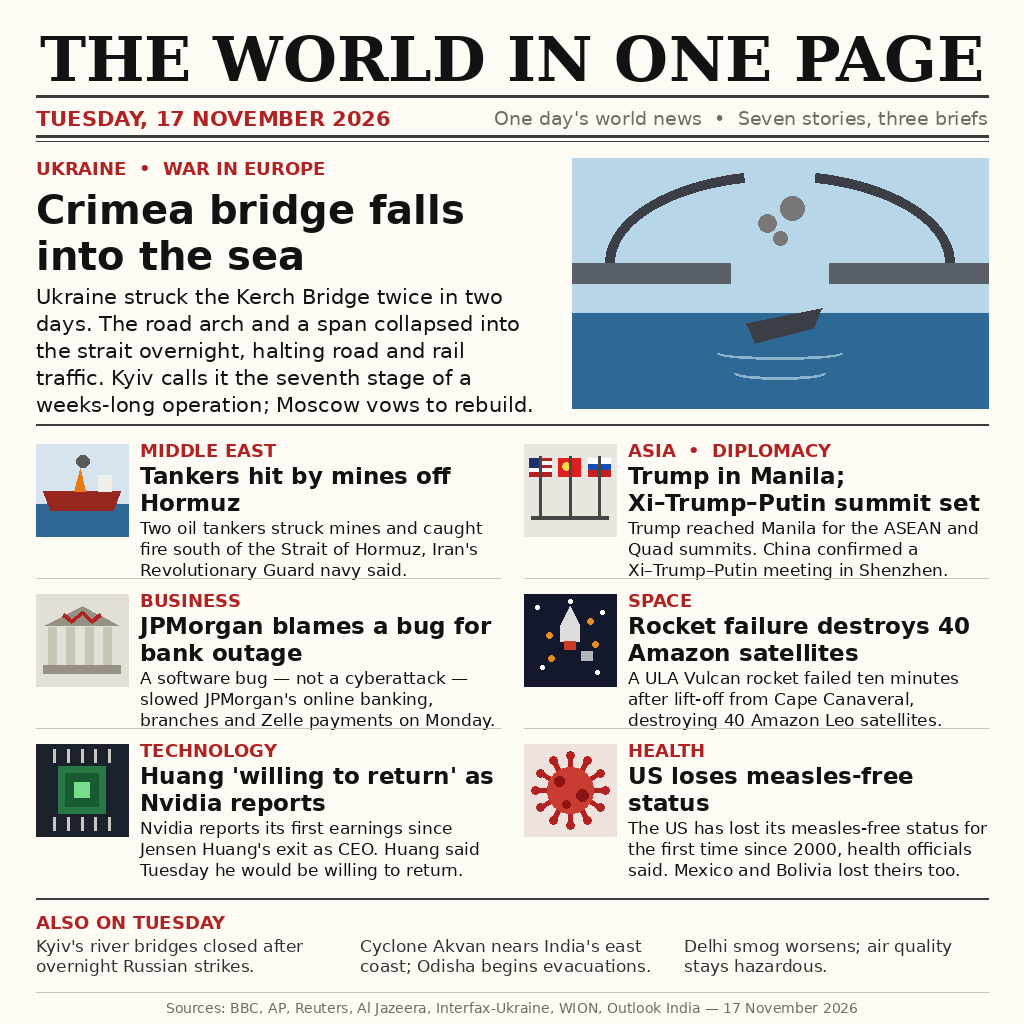 THE WORLD IN ONE PAGE
TUESDAY, 17 NOVEMBER 2026
One day's world news • Seven stories, three briefs
UKRAINE • WAR IN EUROPE
Crimea bridge falls
into the sea
Ukraine struck the Kerch Bridge twice in two
days. The road arch and a span collapsed into
the strait overnight, halting road and rail
traffic. Kyiv calls it the seventh stage of a
weeks-long operation; Moscow vows to rebuild.
MIDDLE EAST
Tankers hit by mines off
Hormuz
Two oil tankers struck mines and caught
fire south of the Strait of Hormuz, Iran's
Revolutionary Guard navy said.
ASIA • DIPLOMACY
Trump in Manila;
Xi–Trump–Putin summit set
Trump reached Manila for the ASEAN and
Quad summits. China confirmed a
Xi–Trump–Putin meeting in Shenzhen.
BUSINESS
JPMorgan blames a bug for
bank outage
A software bug — not a cyberattack —
slowed JPMorgan's online banking,
branches and Zelle payments on Monday.
SPACE
Rocket failure destroys 40
Amazon satellites
A ULA Vulcan rocket failed ten minutes
after lift-off from Cape Canaveral,
destroying 40 Amazon Leo satellites.
TECHNOLOGY
Huang 'willing to return' as
Nvidia reports
Nvidia reports its first earnings since
Jensen Huang's exit as CEO. Huang said
Tuesday he would be willing to return.
HEALTH
US loses measles-free
status
The US has lost its measles-free status for
the first time since 2000, health officials
said. Mexico and Bolivia lost theirs too.
ALSO ON TUESDAY
Kyiv's river bridges closed after
overnight Russian strikes.
Cyclone Akvan nears India's east
coast; Odisha begins evacuations.
Delhi smog worsens; air quality
stays hazardous.
Sources: BBC, AP, Reuters, Al Jazeera, Interfax-Ukraine, WION, Outlook India — 17 November 2026